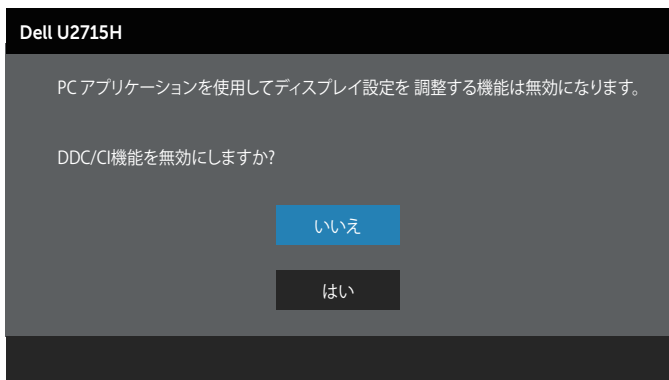 Dell U2715H
PC アプリケーションを使用してディスプレイ設定を 調整する機能は無効になります。
DDC/CI機能を無効にしますか?
いいえ
はい